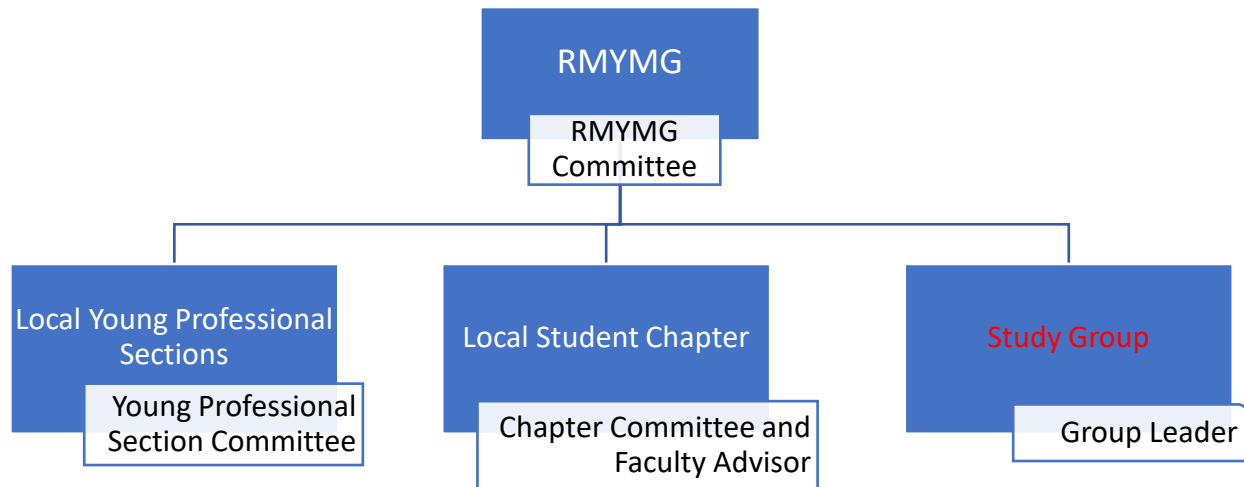 RMYMG
RMYMG
Committee
Local Young Professional
Sections
Young Professional
Section Committee
Local Student Chapter
Chapter Committee and
Faculty Advisor
Study Group
Group Leader